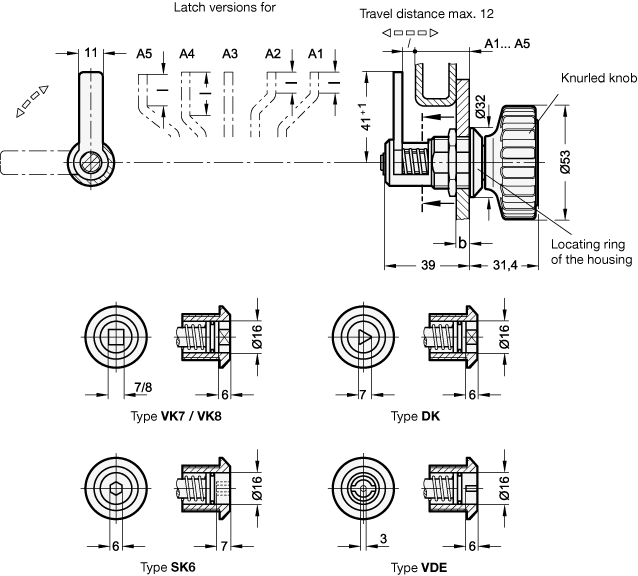 Latch versions for
Travel distance max. 12
11
A5
A4
A3
A2
A1
l
l
l
l
l
A1... A5
Knurled knob
41+1
Ø32
Ø53
b
39
31,4
Locating ring
of the housing
Ø16
7/8
6
Type VK7 / VK8
Ø16
7
6
Type DK
Ø16
6
7
Type SK6
Ø16
3
6
Type VDE